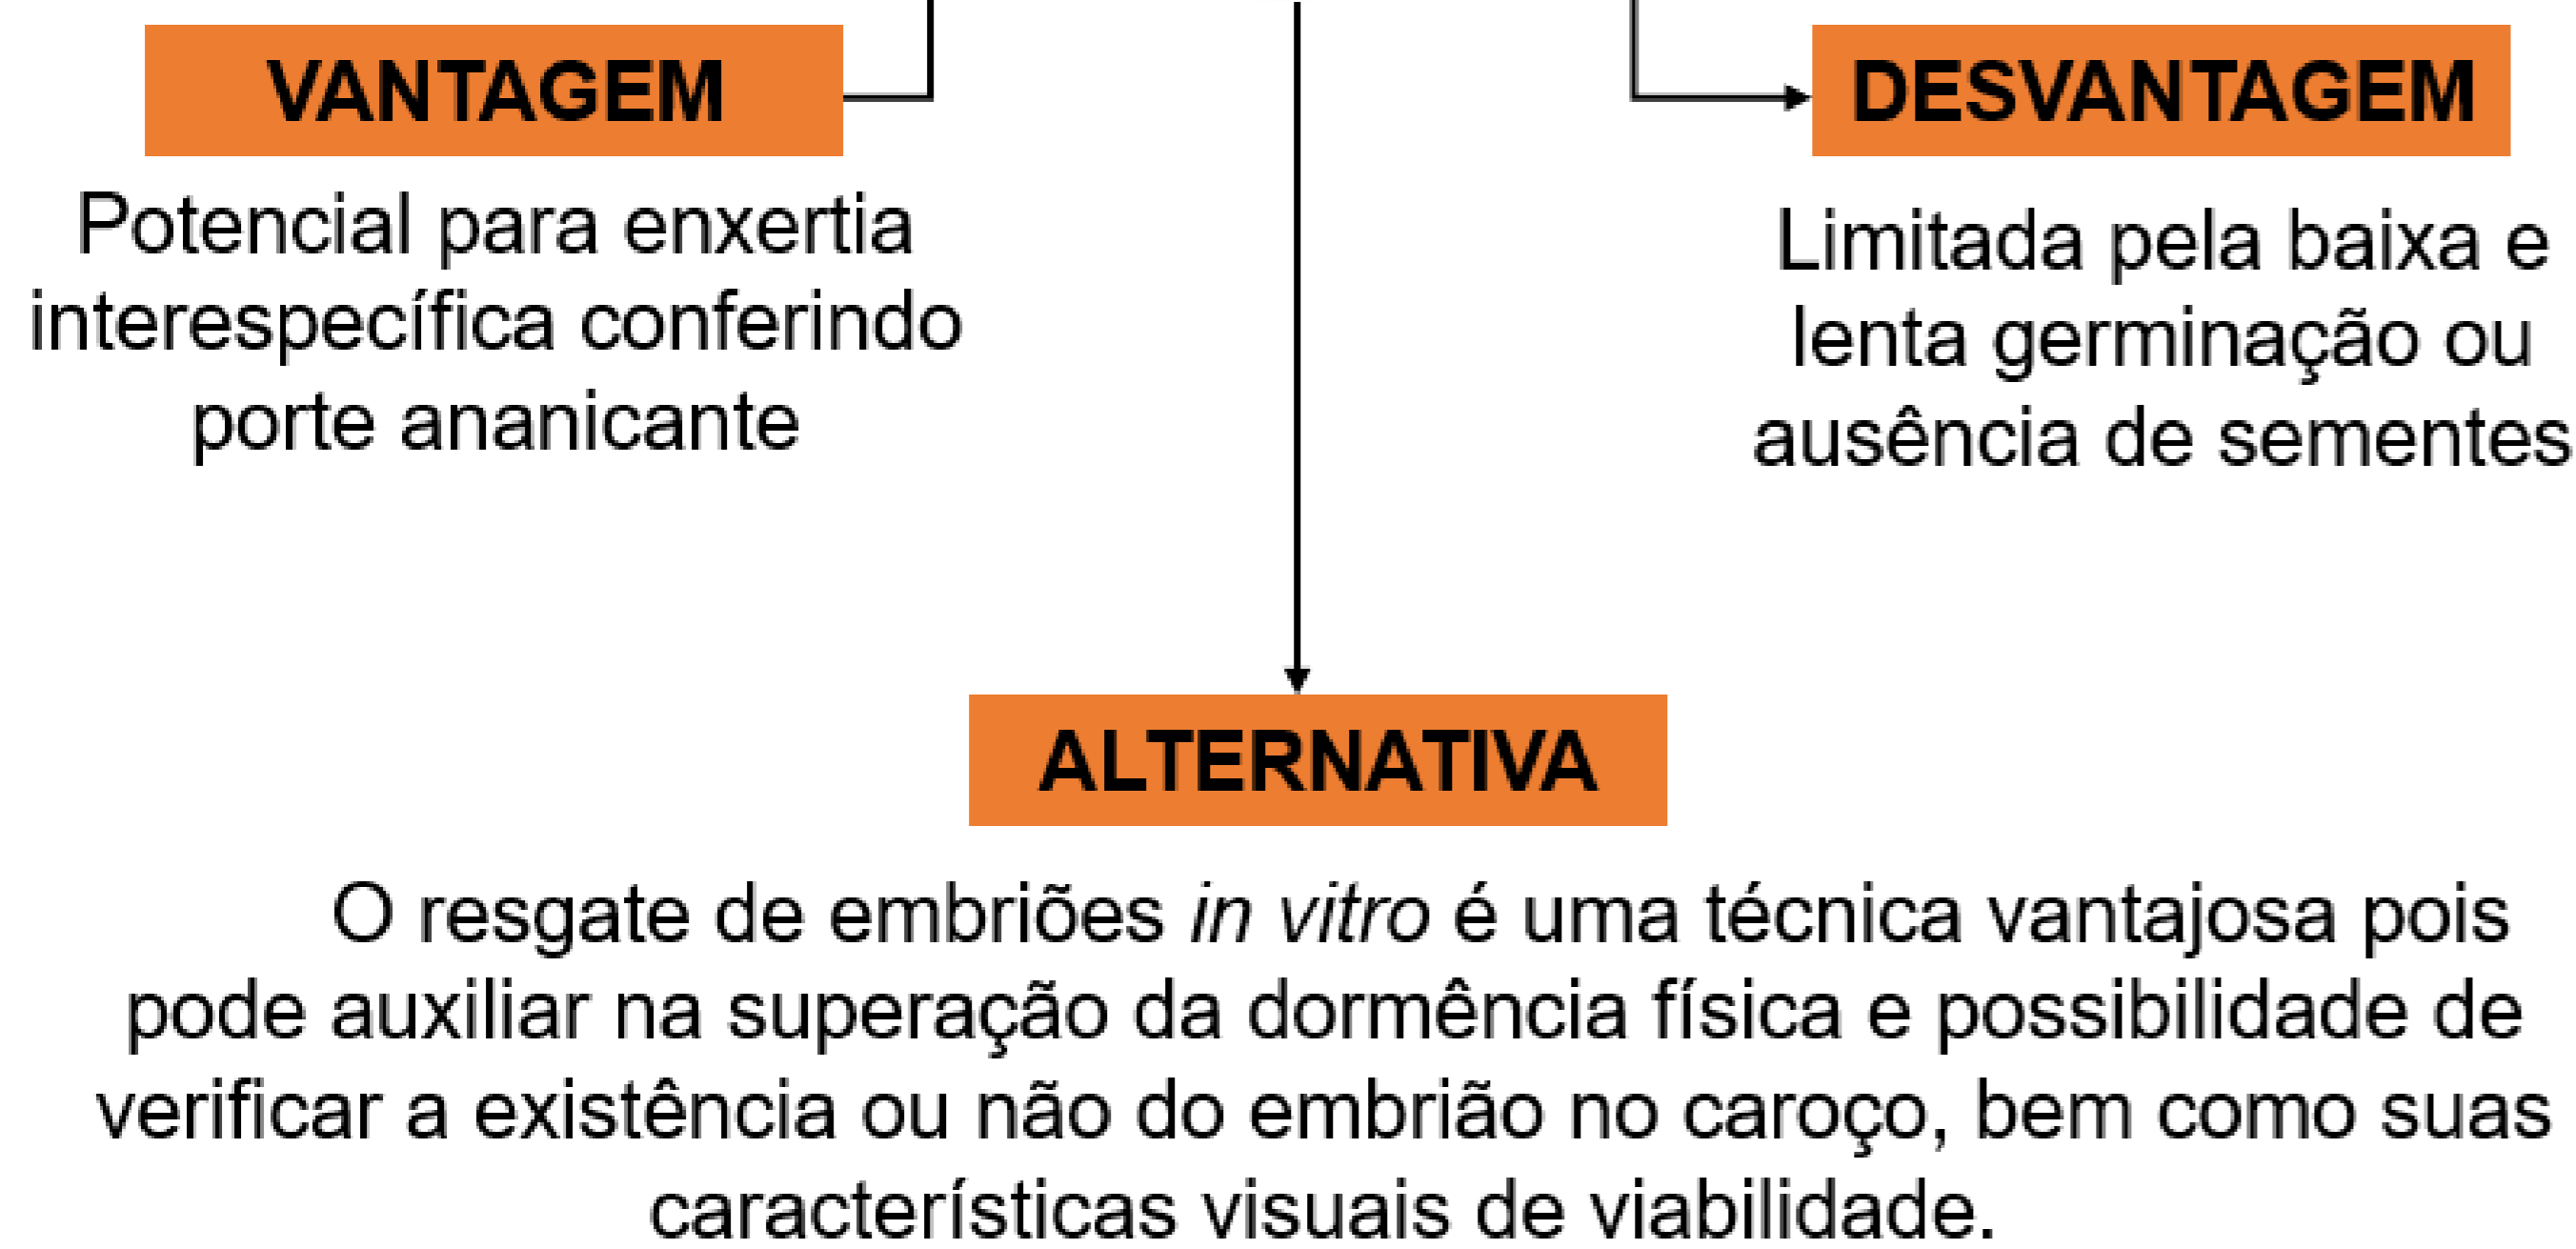 VANTAGEM
Potencial para enxertia
interespecífica conferindo
porte ananicante
DESVANTAGEM
Limitada pela baixa e
lenta germinação ou
ausência de sementes
ALTERNATIVA
O resgate de embriões in vitro é uma técnica vantajosa pois
pode auxiliar na superação da dormência física e possibilidade de
verificar a existência ou não do embrião no caroço, bem como suas
características visuais de viabilidade.